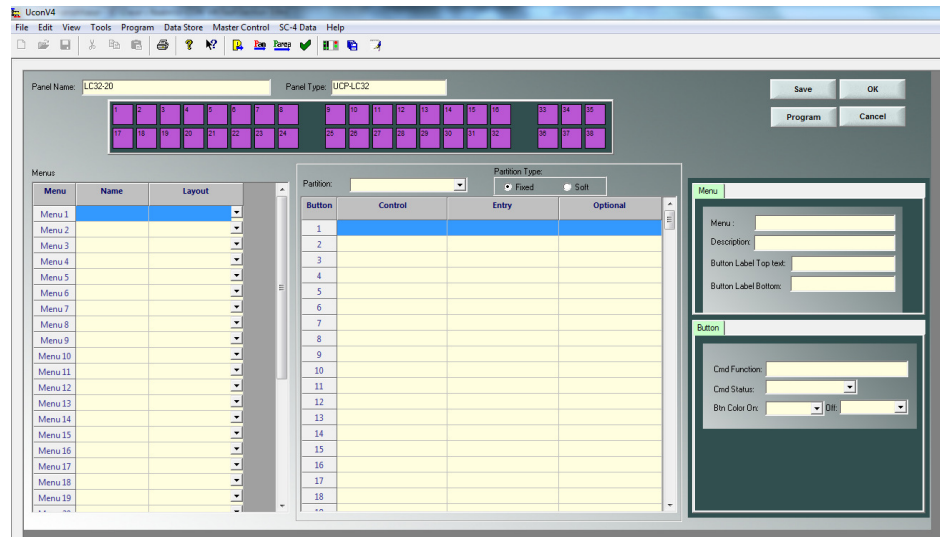 UconV4
File Edit View Tools Program Data Store Master Control SC-4 Data Help
Pan Parea
Panel Name: LC32-20 Panel Type: UCP-LC32
Save OK
1 2 3 4 5 6 7 8 9 10 11 12 13 14 15 16 33 34 35
Program Cancel
17 18 19 20 21 22 23 24 25 26 27 28 29 30 31 32 36 37 38
Menus
Partition: Partition Type:
Fixed Soft
Menu Name Layout
Button Control Entry Optional
Menu
Menu 1
Menu 2
Menu 3
Menu 4
Menu 5
Menu 6
Menu 7
Menu 8
Menu 9
Menu 10
Menu 11
Menu 12
Menu 13
Menu 14
Menu 15
Menu 16
Menu 17
Menu 18
Menu 19
1
2
3
4
5
6
7
8
9
10
11
12
13
14
15
16
17
18
Menu :
Description:
Button Label Top text:
Button Label Bottom:
Button
Cmd Function:
Cmd Status:
Btn Color On: Off: